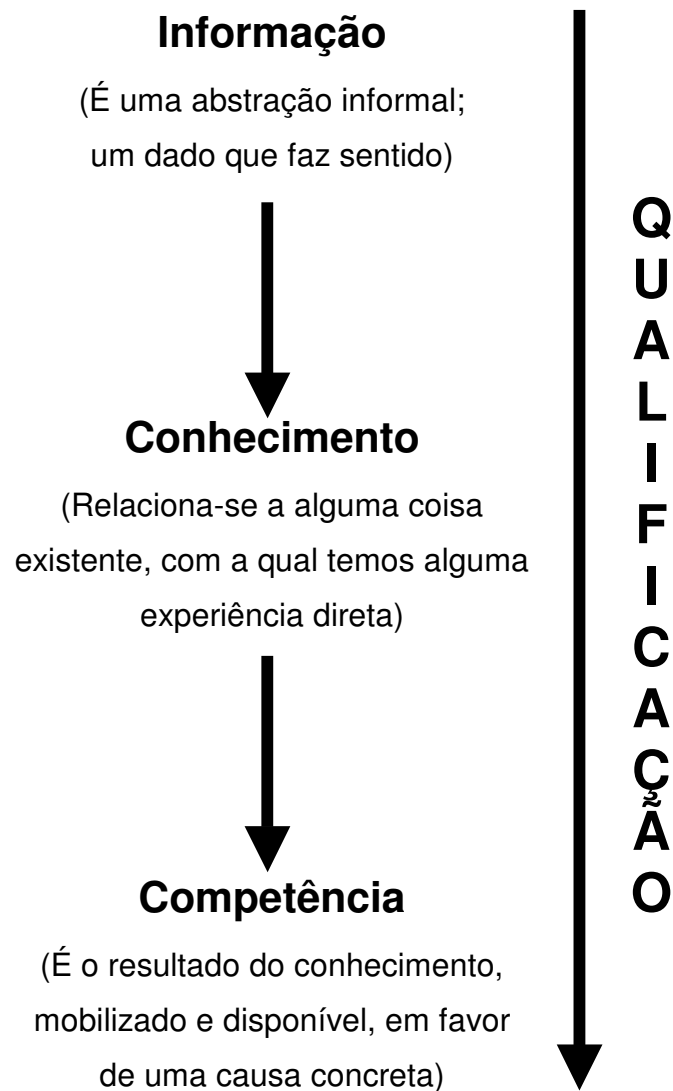 Informação
(É uma abstração informal;
um dado que faz sentido)
Conhecimento
(Relaciona-se a alguma coisa
existente, com a qual temos alguma
experiência direta)
Competência
(É o resultado do conhecimento,
mobilizado e disponível, em favor
de uma causa concreta)
Q
U
A
L
I
F
I
C
A
Ç
Ã
O